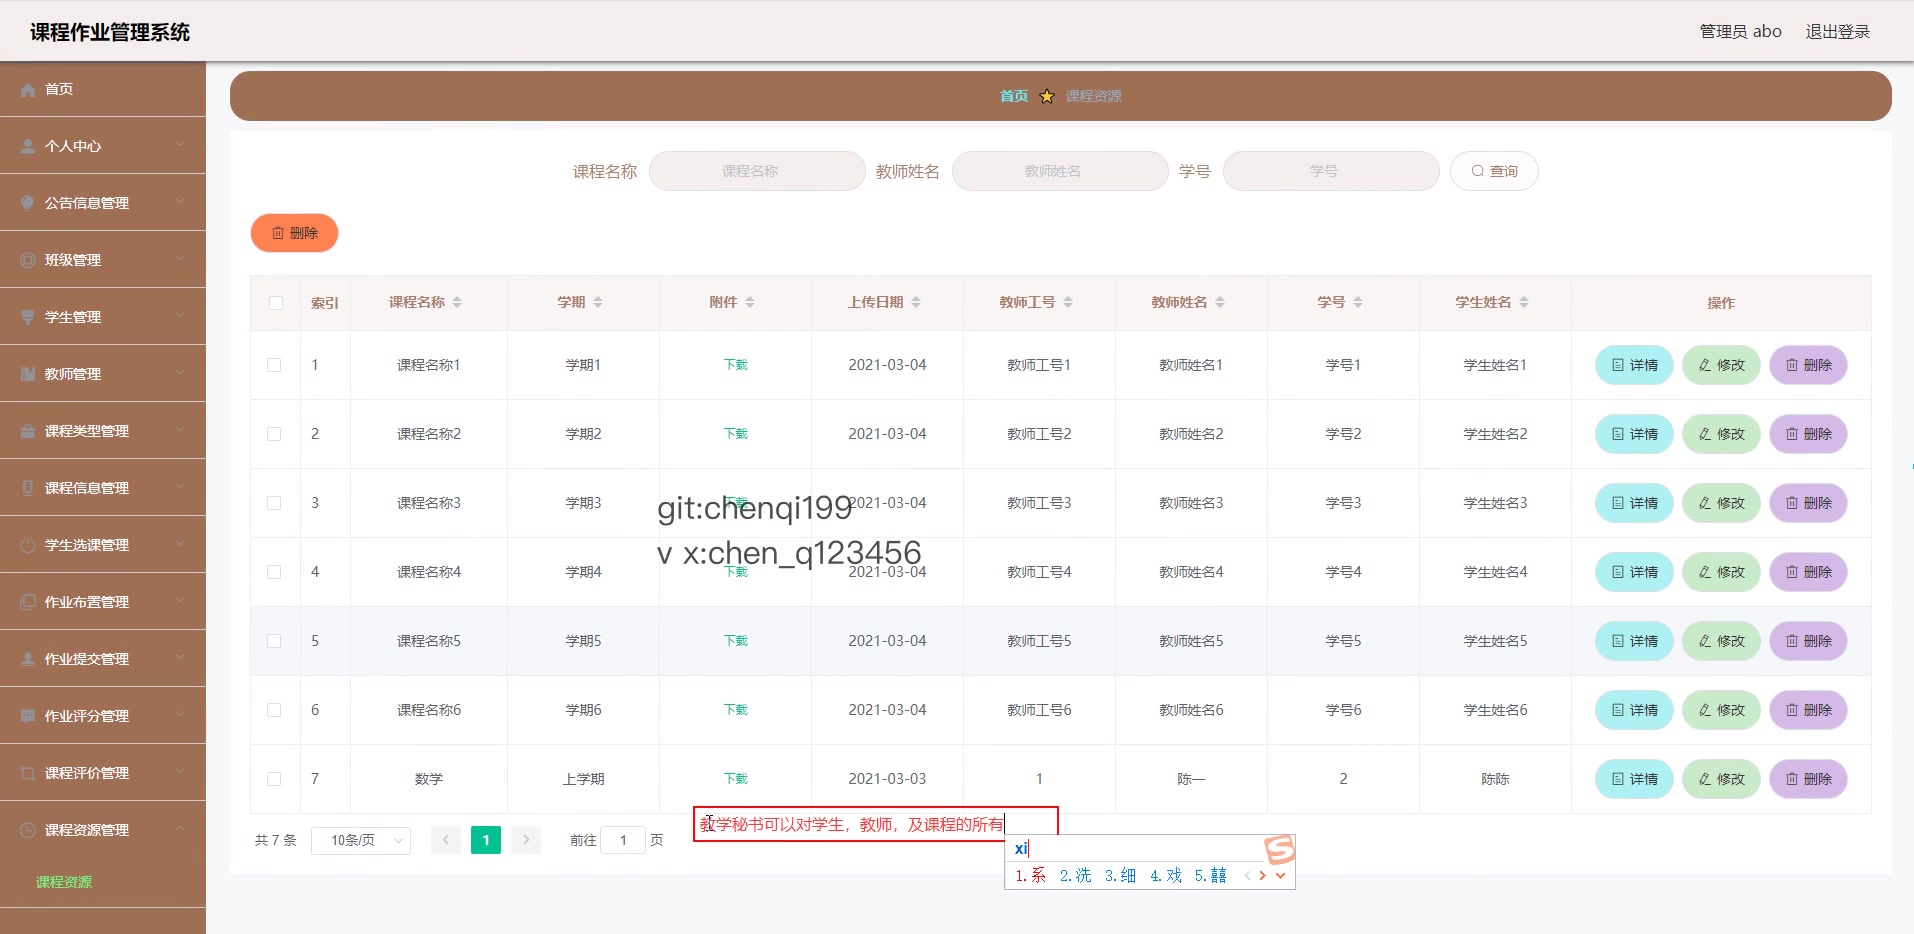 课程作业管理系统
管理员 abo 退出登录
首页
个人中心
公告信息管理
班级管理
学生管理
教师管理
课程类型管理
课程信息管理
学生选课管理
作业布置管理
作业提交管理
作业评分管理
课程评价管理
课程资源管理
课程资源
首页 课程资源
课程名称 课程名称 教师姓名 教师姓名 学号 学号 查询
删除
索引 课程名称 学期 附件 上传日期 教师工号 教师姓名 学号 学生姓名 操作
1 课程名称1 学期1 下载 2021-03-04 教师工号1 教师姓名1 学号1 学生姓名1 详情 修改 删除
2 课程名称2 学期2 下载 2021-03-04 教师工号2 教师姓名2 学号2 学生姓名2 详情 修改 删除
3 课程名称3 学期3 下载 2021-03-04 教师工号3 教师姓名3 学号3 学生姓名3 详情 修改 删除
git:chenqi199
v x:chen_q123456
4 课程名称4 学期4 下载 2021-03-04 教师工号4 教师姓名4 学号4 学生姓名4 详情 修改 删除
5 课程名称5 学期5 下载 2021-03-04 教师工号5 教师姓名5 学号5 学生姓名5 详情 修改 删除
6 课程名称6 学期6 下载 2021-03-04 教师工号6 教师姓名6 学号6 学生姓名6 详情 修改 删除
7 数学 上学期 下载 2021-03-03 1 陈一 2 陈陈 详情 修改 删除
共 7 条 10条/页 1 前往 1 页
教学秘书可以对学生，教师，及课程的所有
xi
1.系 2.洗 3.细 4.戏 5.囍